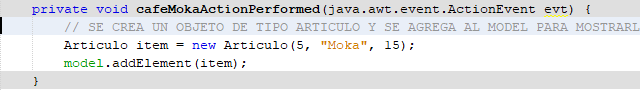 private void cafeMokaActionPerformed(java.awt.event.ActionEvent evt) {
// SE CREA UN OBJETO DE TIPO ARTICULO Y SE AGREGA AL MODEL PARA MOSTRARL
Articulo item = new Articulo(5, "Moka", 15);
model.addElement(item);
}